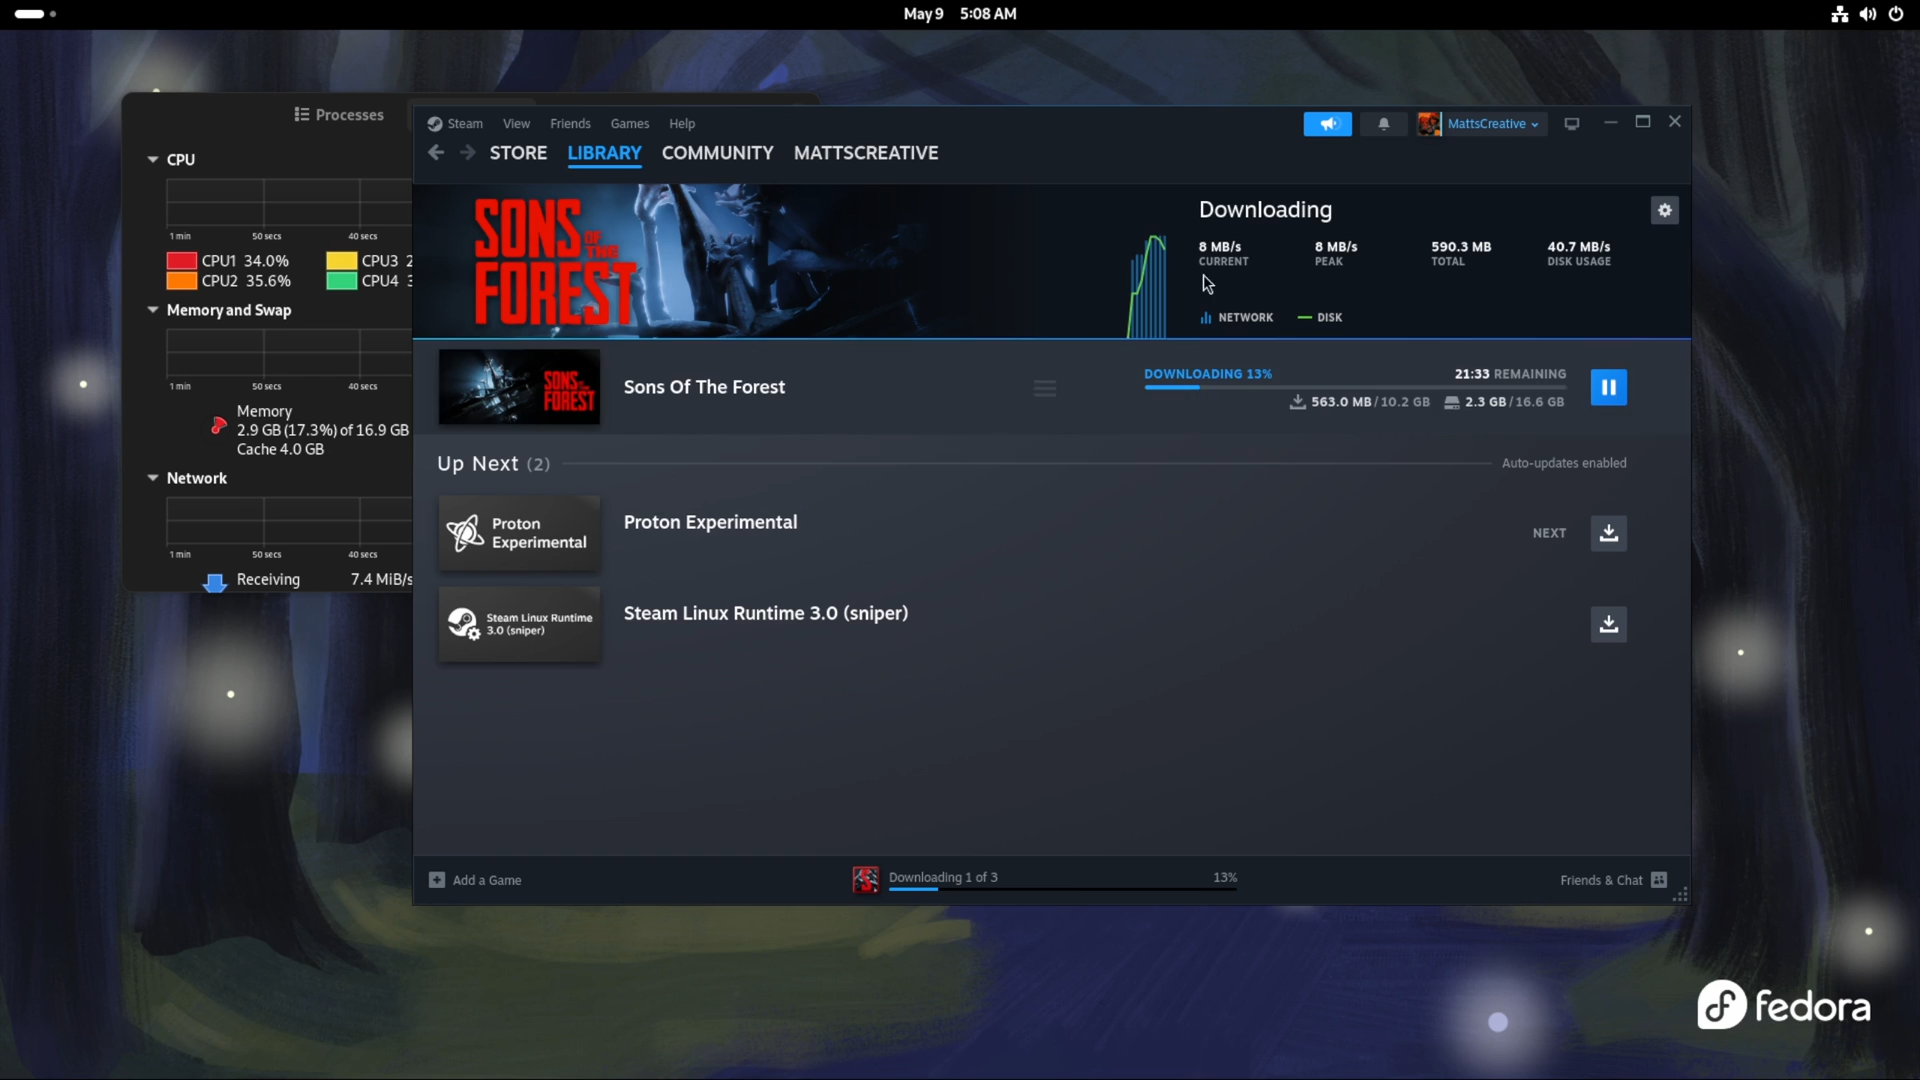 May 9 5:08 AM
Processes
CPU
1 min 50 secs 40 secs
CPU1 34.0% CPU3 2
CPU2 35.6% CPU4
Memory and Swap
1 min 50 secs 40 secs
Memory
2.9 GB (17.3%) of 16.9 GB
Cache 4.0 GB
Network
1 min 50 secs 40 secs
Receiving 7.4 MiB/s
Steam View Friends Games Help
MattsCreative
STORE LIBRARY COMMUNITY MATTSCREATIVE
SONS
OF THE
FOREST
Downloading
8 MB/s 8 MB/s 590.3 MB 40.7 MB/s
CURRENT PEAK TOTAL DISK USAGE
NETWORK DISK
SONS OF THE
FOREST
Sons Of The Forest
DOWNLOADING 13% 21:33 REMAINING
563.0 MB / 10.2 GB 2.3 GB / 16.6 GB
Up Next (2)
Auto-updates enabled
Proton
Experimental
Proton Experimental
NEXT
Steam Linux Runtime
3.0 (sniper)
Steam Linux Runtime 3.0 (sniper)
Add a Game
Downloading 1 of 3 13%
Friends & Chat
fedora